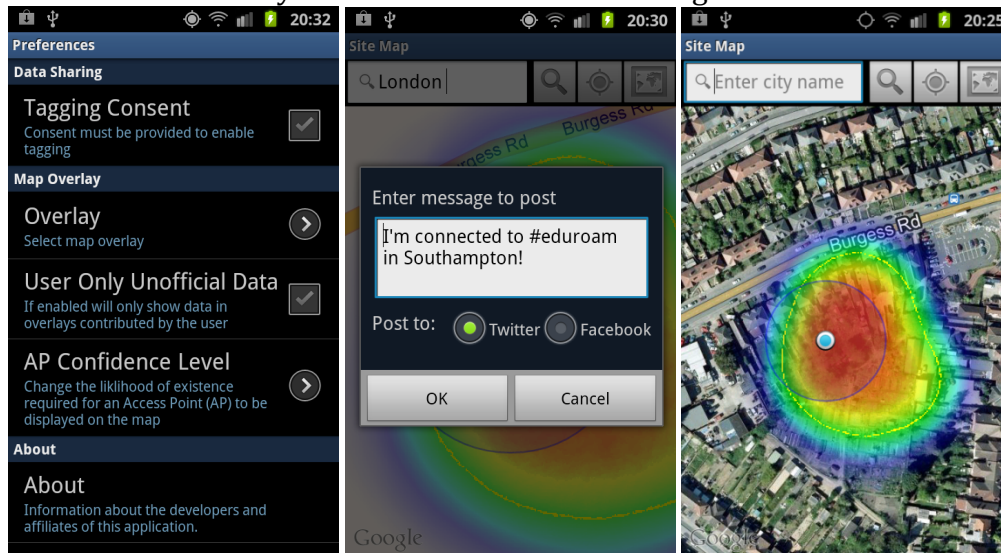 20:32
Preferences
Data Sharing
Tagging Consent
Consent must be provided to enable
tagging
Map Overlay
Overlay
Select map overlay
User Only Unofficial Data
If enabled will only show data in
overlays contributed by the user
AP Confidence Level
Change the liklihood of existence
required for an Access Point (AP) to be
displayed on the map
About
About
Information about the developers and
affiliates of this application.
20:30
Site Map
London
Burgess Rd
Burgess Rd
Enter message to post
I'm connected to #eduroam
in Southampton!
Post to:
Twitter
Facebook
OK
Cancel
Google
20:25
Site Map
Enter city name
Burgess Rd
Google